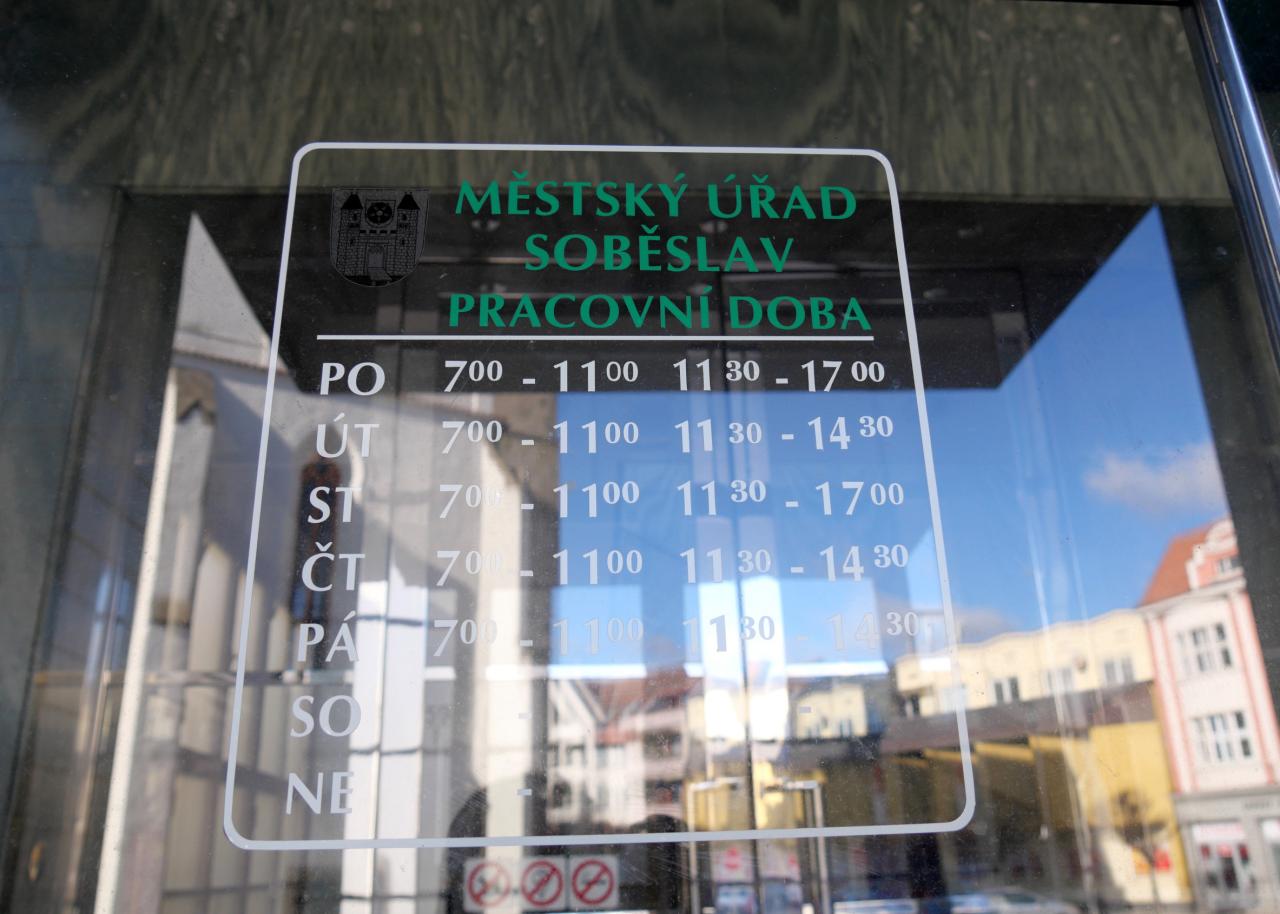 MĚSTSKÝ ÚŘAD
SOBĚSLAV
PRACOVNÍ DOBA
PO 7⁰⁰ - 11⁰⁰ 11³⁰ - 17⁰⁰
ÚT 7⁰⁰ - 11⁰⁰ 11³⁰ - 14³⁰
ST 7⁰⁰ - 11⁰⁰ 11³⁰ - 17⁰⁰
ČT 7⁰⁰ - 11⁰⁰ 11³⁰ - 14³⁰
PÁ 7⁰⁰ - 11⁰⁰ 11³⁰ - 14³⁰
SO - -
NE -